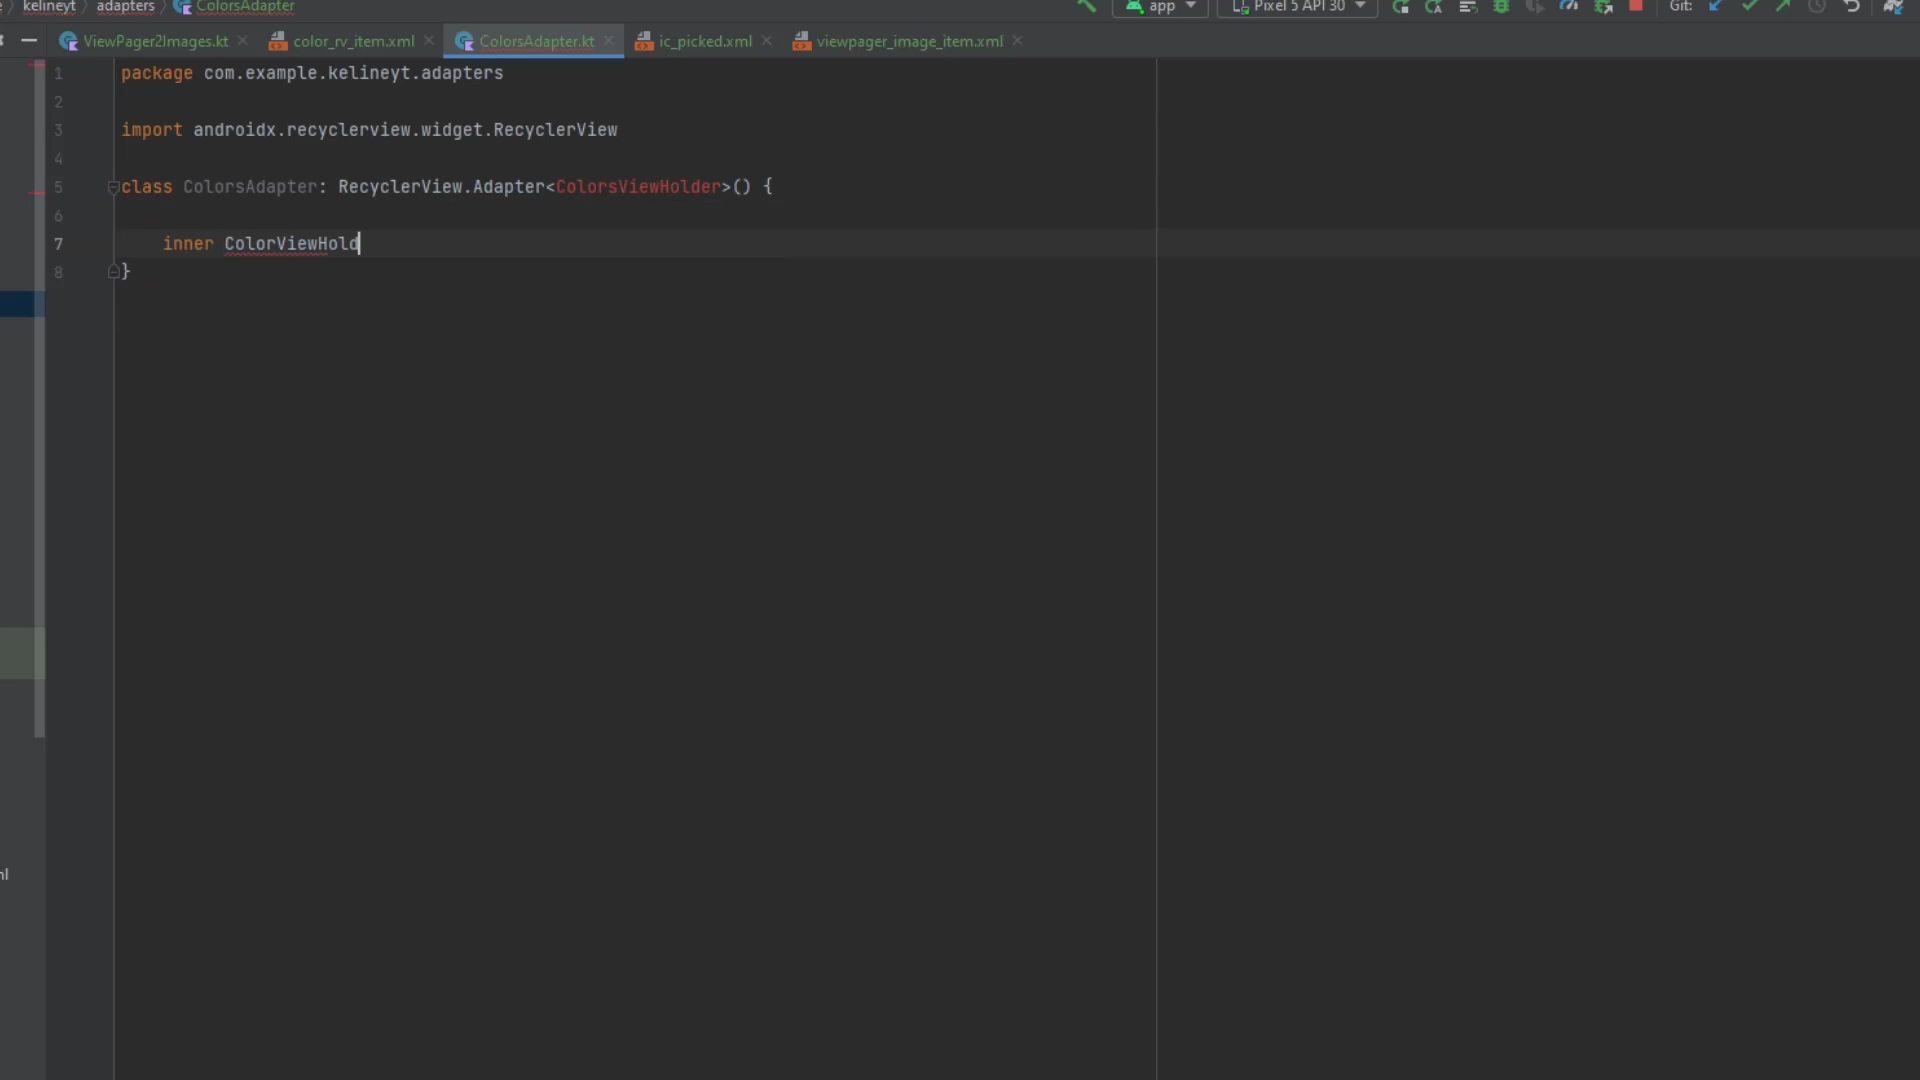 kelineyt 〉 adapters 〉 ColorsAdapter
app
Pixel 5 API 30
Git:
ViewPager2Images.kt
color_rv_item.xml
ColorsAdapter.kt
ic_picked.xml
viewpager_image_item.xml
1 package com.example.kelineyt.adapters
2
3 import androidx.recyclerview.widget.RecyclerView
4
5 class ColorsAdapter: RecyclerView.Adapter<ColorsViewHolder>() {
6
7 inner ColorViewHold
8 }